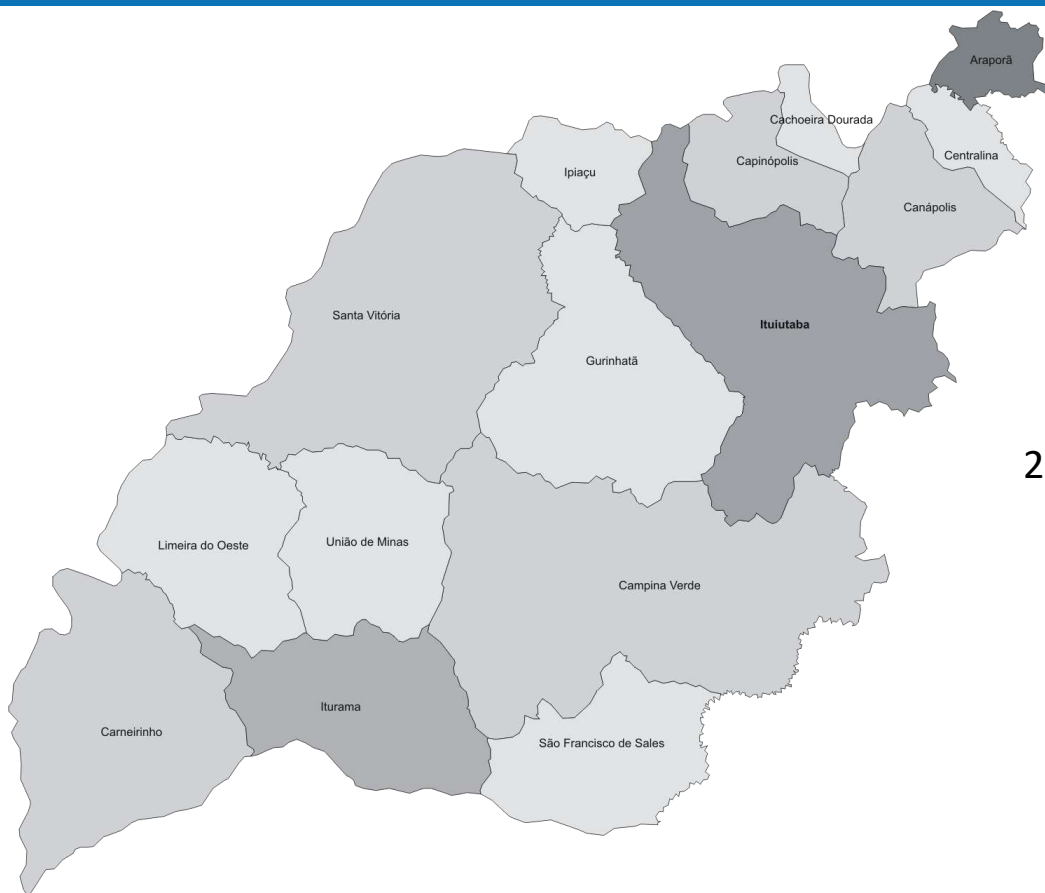 Araporã
Cachoeira Dourada
Centralina
Capinópolis
Ipiaçu
Canápolis
Santa Vitória
Ituiutaba
Gurinhatã
2
União de Minas
Limeira do Oeste
Campina Verde
Iturama
Carneirinho
São Francisco de Sales